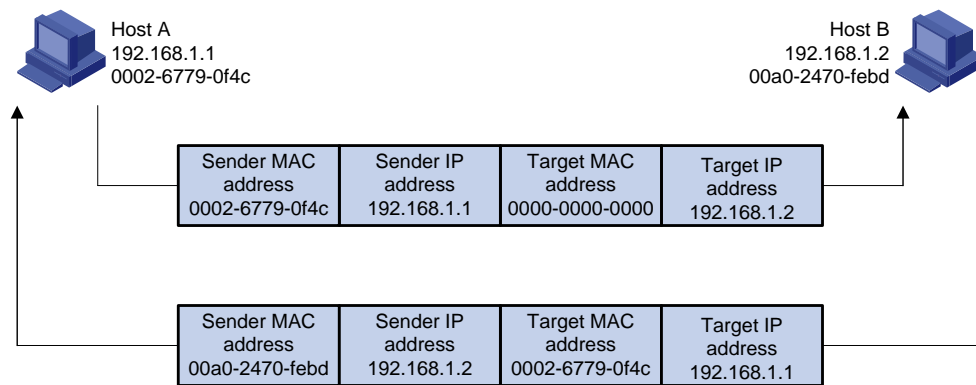 Host A
192.168.1.1
0002-6779-0f4c
Host B
192.168.1.2
00a0-2470-febd
Sender MAC
address
0002-6779-0f4c
Sender IP
address
192.168.1.1
Target MAC
address
0000-0000-0000
Target IP
address
192.168.1.2
Sender MAC
address
00a0-2470-febd
Sender IP
address
192.168.1.2
Target MAC
address
0002-6779-0f4c
Target IP
address
192.168.1.1